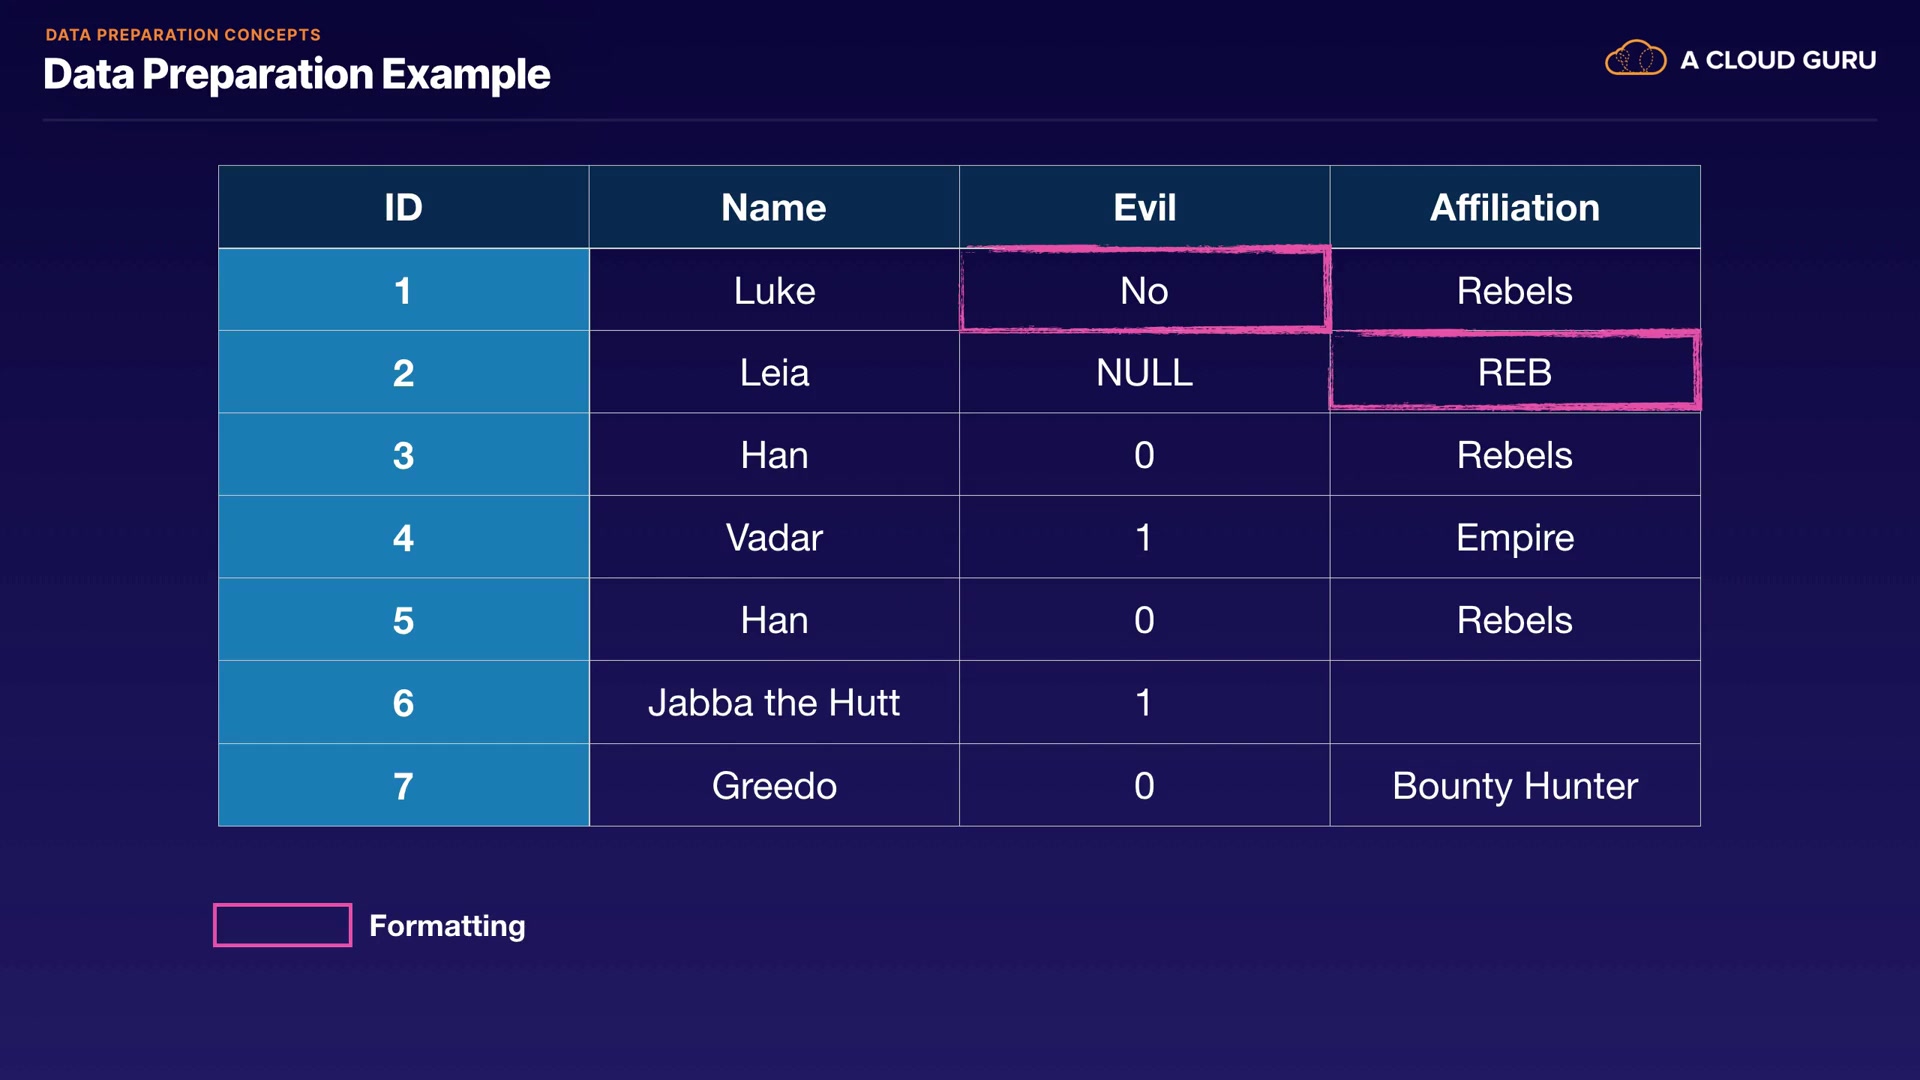 DATA PREPARATION CONCEPTS
Data Preparation Example
A CLOUD GURU
ID Name Evil Affiliation
1 Luke No Rebels
2 Leia NULL REB
3 Han 0 Rebels
4 Vadar 1 Empire
5 Han 0 Rebels
6 Jabba the Hutt 1
7 Greedo 0 Bounty Hunter
Formatting